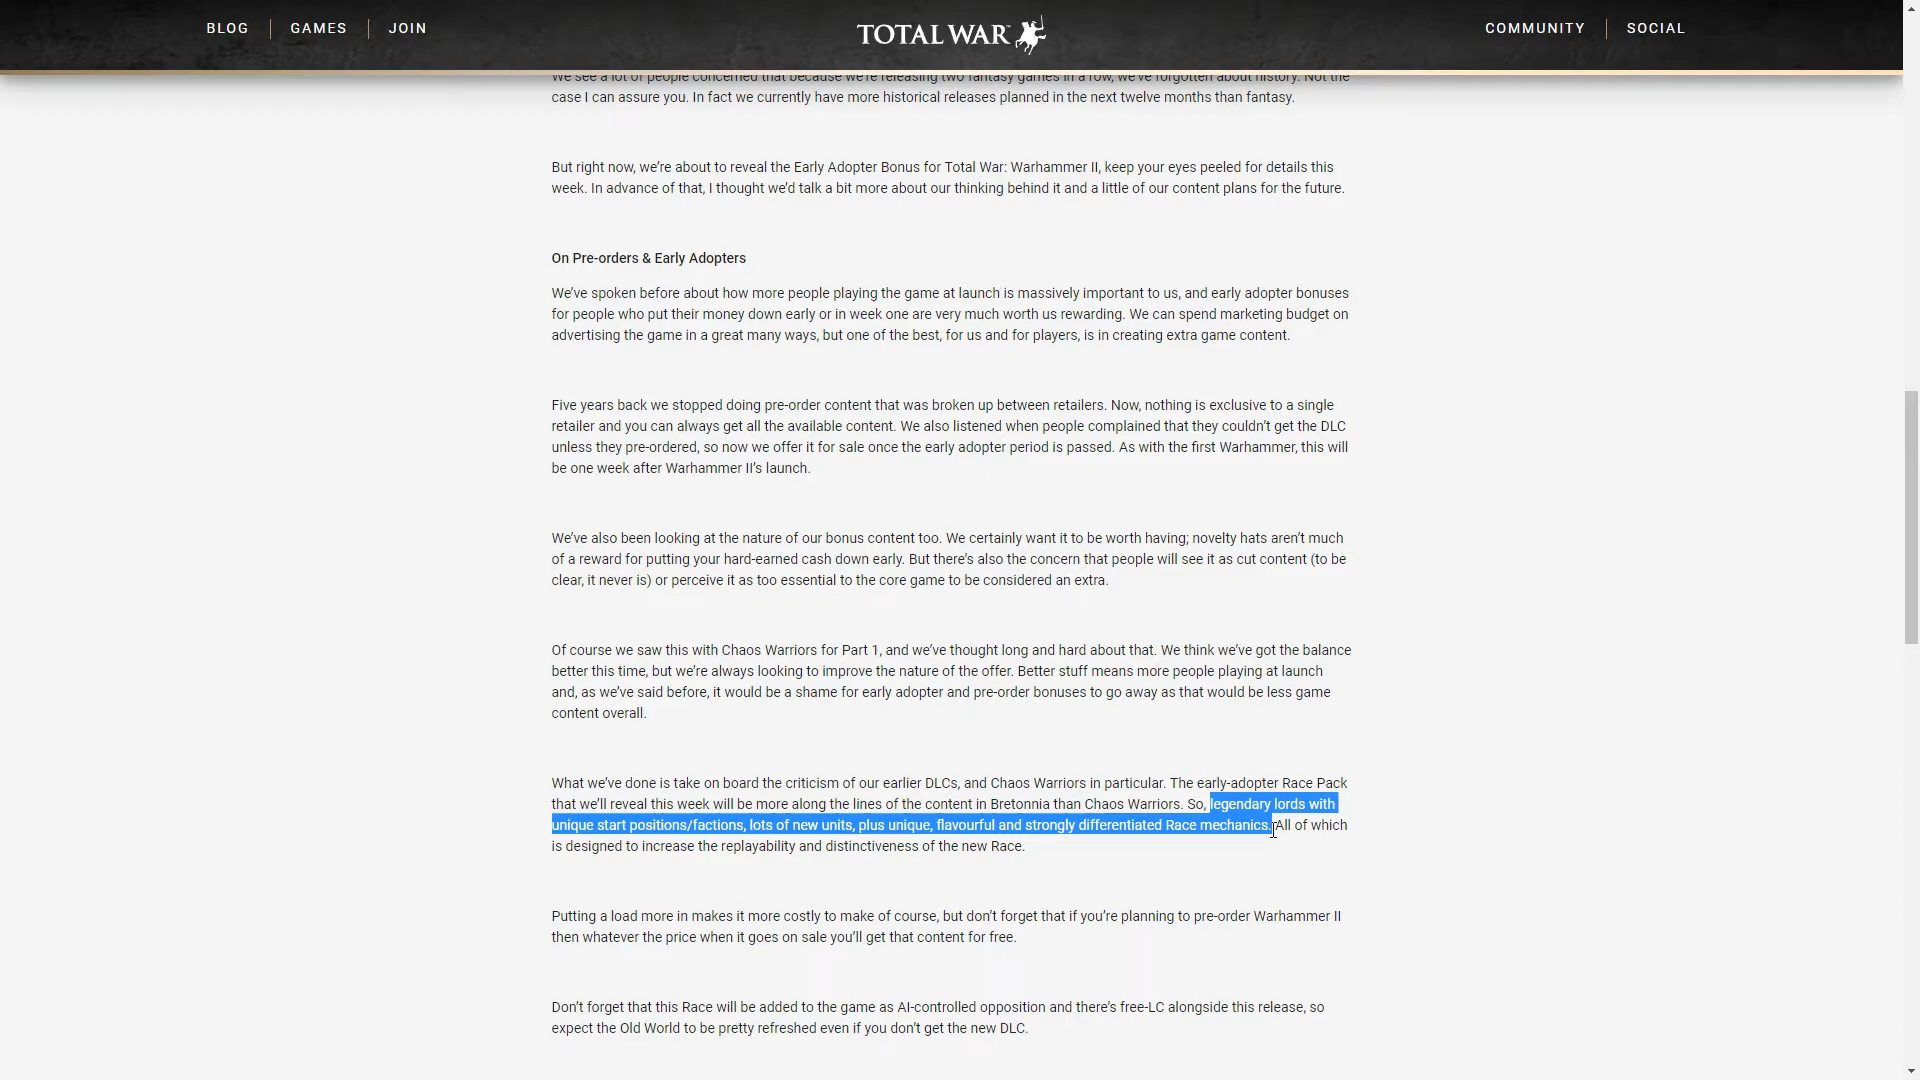 BLOG
GAMES
JOIN
TOTAL WAR
COMMUNITY
SOCIAL
We see a lot of people concerned that because we’re releasing two fantasy games in a row, we’ve forgotten about history. Not the
case I can assure you. In fact we currently have more historical releases planned in the next twelve months than fantasy.
But right now, we’re about to reveal the Early Adopter Bonus for Total War: Warhammer II, keep your eyes peeled for details this
week. In advance of that, I thought we’d talk a bit more about our thinking behind it and a little of our content plans for the future.
On Pre-orders & Early Adopters
We’ve spoken before about how more people playing the game at launch is massively important to us, and early adopter bonuses
for people who put their money down early or in week one are very much worth us rewarding. We can spend marketing budget on
advertising the game in a great many ways, but one of the best, for us and for players, is in creating extra game content.
Five years back we stopped doing pre-order content that was broken up between retailers. Now, nothing is exclusive to a single
retailer and you can always get all the available content. We also listened when people complained that they couldn’t get the DLC
unless they pre-ordered, so now we offer it for sale once the early adopter period is passed. As with the first Warhammer, this will
be one week after Warhammer II’s launch.
We’ve also been looking at the nature of our bonus content too. We certainly want it to be worth having; novelty hats aren’t much
of a reward for putting your hard-earned cash down early. But there’s also the concern that people will see it as cut content (to be
clear, it never is) or perceive it as too essential to the core game to be considered an extra.
Of course we saw this with Chaos Warriors for Part 1, and we’ve thought long and hard about that. We think we’ve got the balance
better this time, but we’re always looking to improve the nature of the offer. Better stuff means more people playing at launch
and, as we’ve said before, it would be a shame for early adopter and pre-order bonuses to go away as that would be less game
content overall.
What we’ve done is take on board the criticism of our earlier DLCs, and Chaos Warriors in particular. The early-adopter Race Pack
that we’ll reveal this week will be more along the lines of the content in Bretonnia than Chaos Warriors. So, legendary lords with
unique start positions/factions, lots of new units, plus unique, flavourful and strongly differentiated Race mechanics. All of which
is designed to increase the replayability and distinctiveness of the new Race.
Putting a load more in makes it more costly to make of course, but don’t forget that if you’re planning to pre-order Warhammer II
then whatever the price when it goes on sale you’ll get that content for free.
Don’t forget that this Race will be added to the game as AI-controlled opposition and there’s free-LC alongside this release, so
expect the Old World to be pretty refreshed even if you don’t get the new DLC.